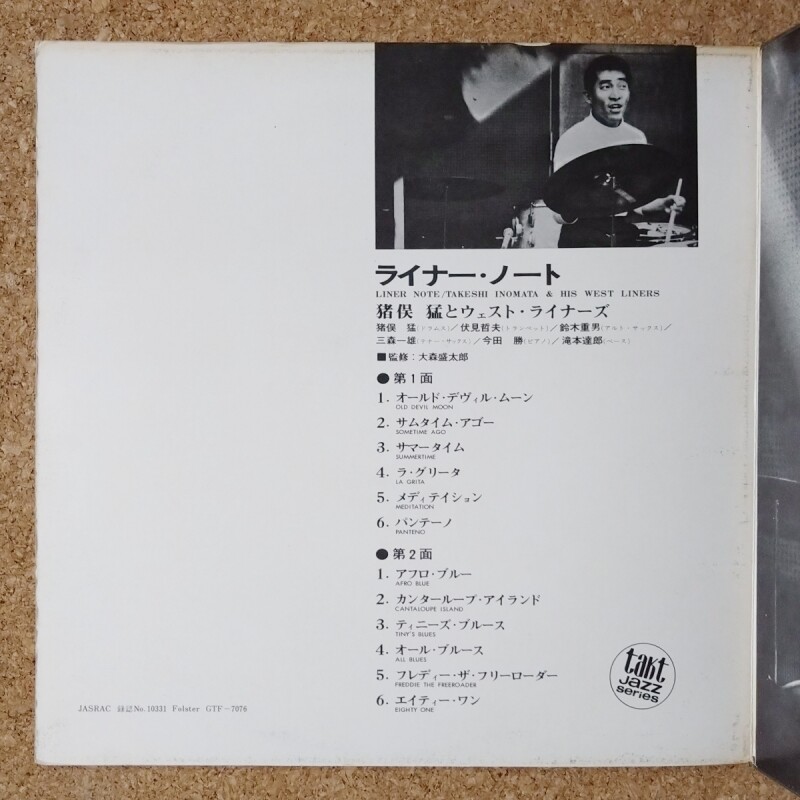 ライナー・ノート
LINER NOTE/TAKESHI INOMATA & HIS WEST LINERS
猪俣 猛とウェスト・ライナーズ
猪俣 猛(ドラムス)／伏見哲夫(トランペット)／鈴木重男(アルト・サックス)／
三森一雄(テナー・サックス)／今田 勝(ピアノ)／滝本達郎(ベース)
■監修：大森盛太郎
●第1面
1. オールド・デヴィル・ムーン
OLD DEVIL MOON
2. サムタイム・アゴー
SOMETIME AGO
3. サマータイム
SUMMERTIME
4. ラ・グリータ
LA GRITA
5. メディテイション
MEDITATION
6. パンテーノ
PANTENO
●第2面
1. アフロ・ブルー
AFRO BLUE
2. カンタループ・アイランド
CANTALOUPE ISLAND
3. ティニーズ・ブルース
TINY'S BLUES
4. オール・ブルース
ALL BLUES
5. フレディー・ザ・フリーローダー
FREDDIE THE FREEROADER
6. エイティー・ワン
EIGHTY ONE
takt
jazz
series
JASRAC 録認No.10331 Folster GTF-7076